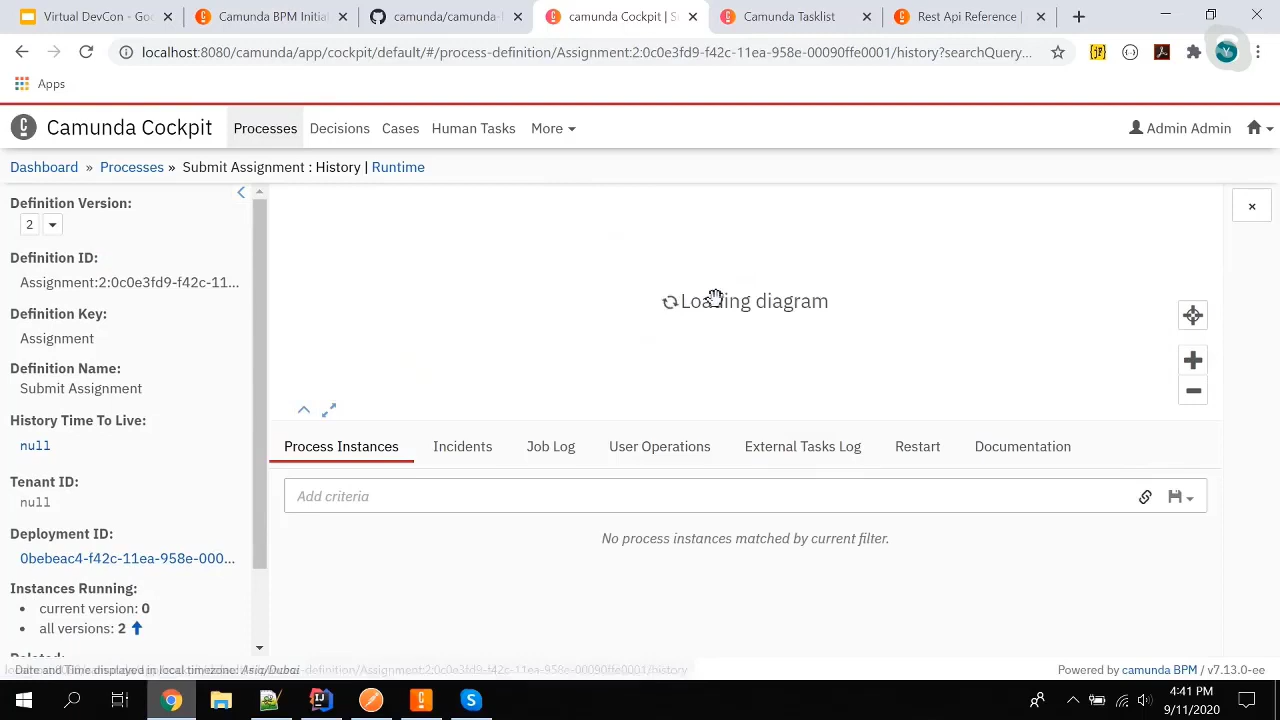 Virtual DevCon - Goo
Camunda BPM Initia
camunda/camunda-
camunda Cockpit | S
Camunda Tasklist
Rest Api Reference |
localhost:8080/camunda/app/cockpit/default/#/process-definition/Assignment:2:0c0e3fd9-f42c-11ea-958e-00090ffe0001/history?searchQuery...
Y
Apps
Camunda Cockpit
Processes
Decisions
Cases
Human Tasks
More
Admin Admin
Dashboard » Processes » Submit Assignment : History | Runtime
Definition Version:
2
Definition ID:
Assignment:2:0c0e3fd9-f42c-11...
Definition Key:
Assignment
Definition Name:
Submit Assignment
History Time To Live:
null
Tenant ID:
null
Deployment ID:
0bebeac4-f42c-11ea-958e-000...
Instances Running:
current version: 0
all versions: 2
Related:
Loading diagram
Process Instances
Incidents
Job Log
User Operations
External Tasks Log
Restart
Documentation
Add criteria
No process instances matched by current filter.
Date and Time displayed in local timezone: Asia/Dubai
Powered by camunda BPM / v7.13.0-ee
4:41 PM
9/11/2020